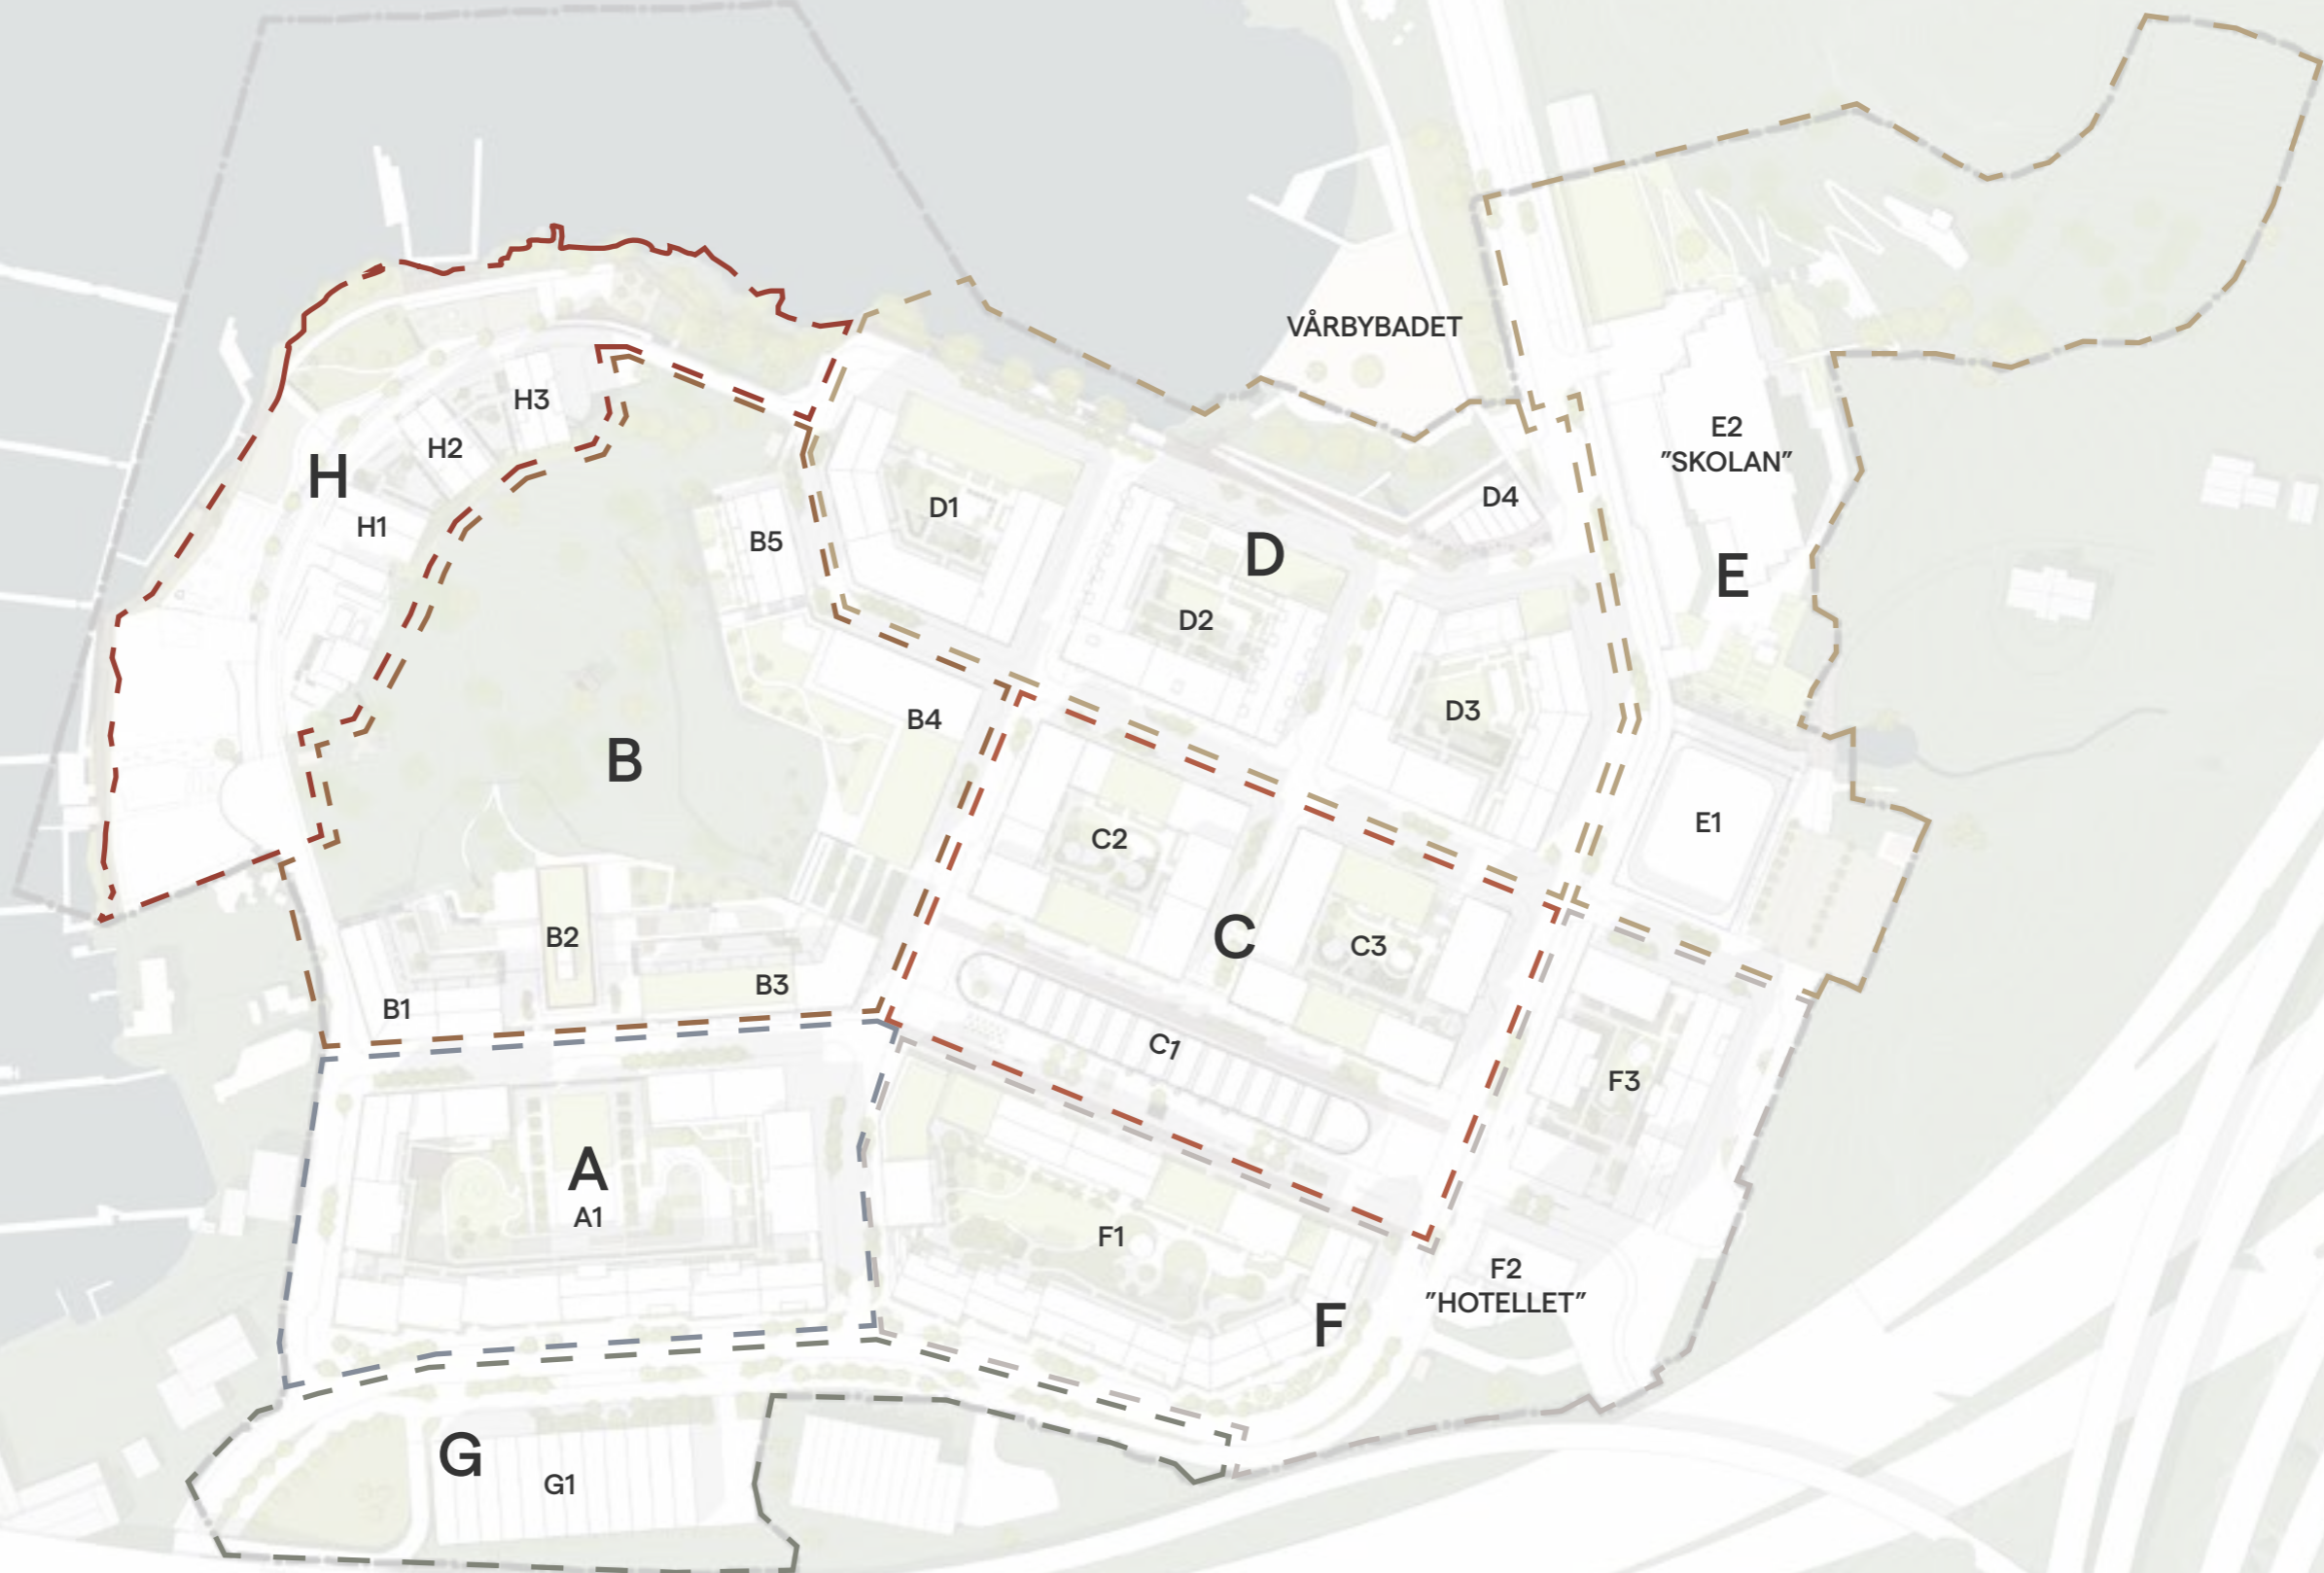 VÅRBYBADET
H3
H2
H
H1
E2
"SKOLAN"
D4
D1
B5
D
E
D2
D3
B4
B
E1
C2
C
C3
B2
B3
B1
C1
F3
A
A1
F1
F2
"HOTELLET"
F
G
G1